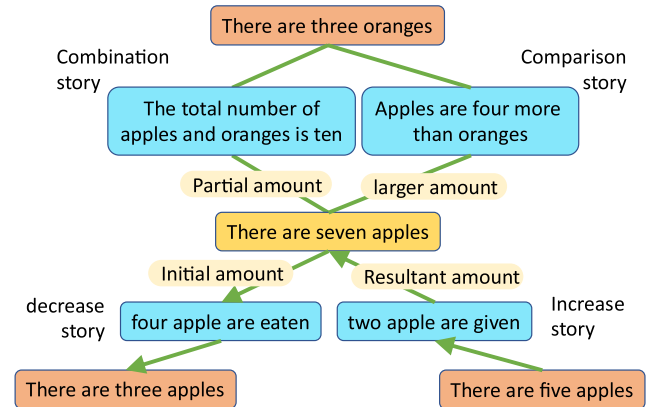 There are three oranges
Combination
story
Comparison
story
The total number of
apples and oranges is ten
Apples are four more
than oranges
Partial amount
larger amount
There are seven apples
Initial amount
Resultant amount
decrease
story
four apple are eaten
two apple are given
Increase
story
There are three apples
There are five apples